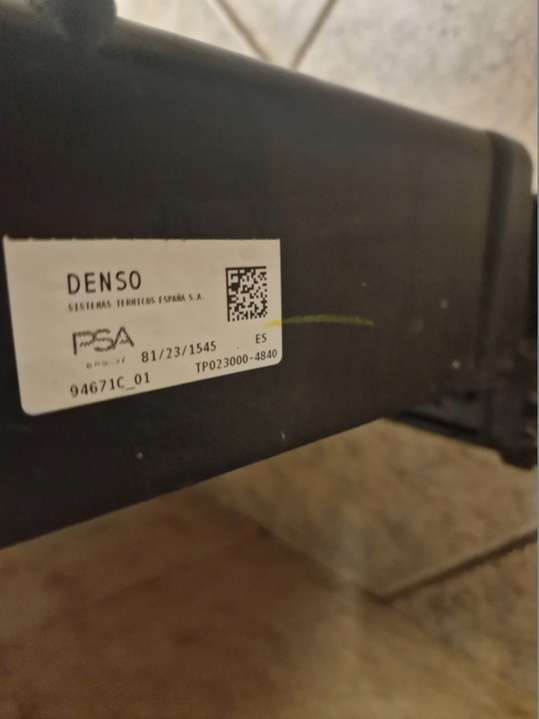 DENSO
SISTEMAS TERMICOS ESPAÑA S.A.
PSA
81/23/1545 ES
94671C_01 TP023000-4840